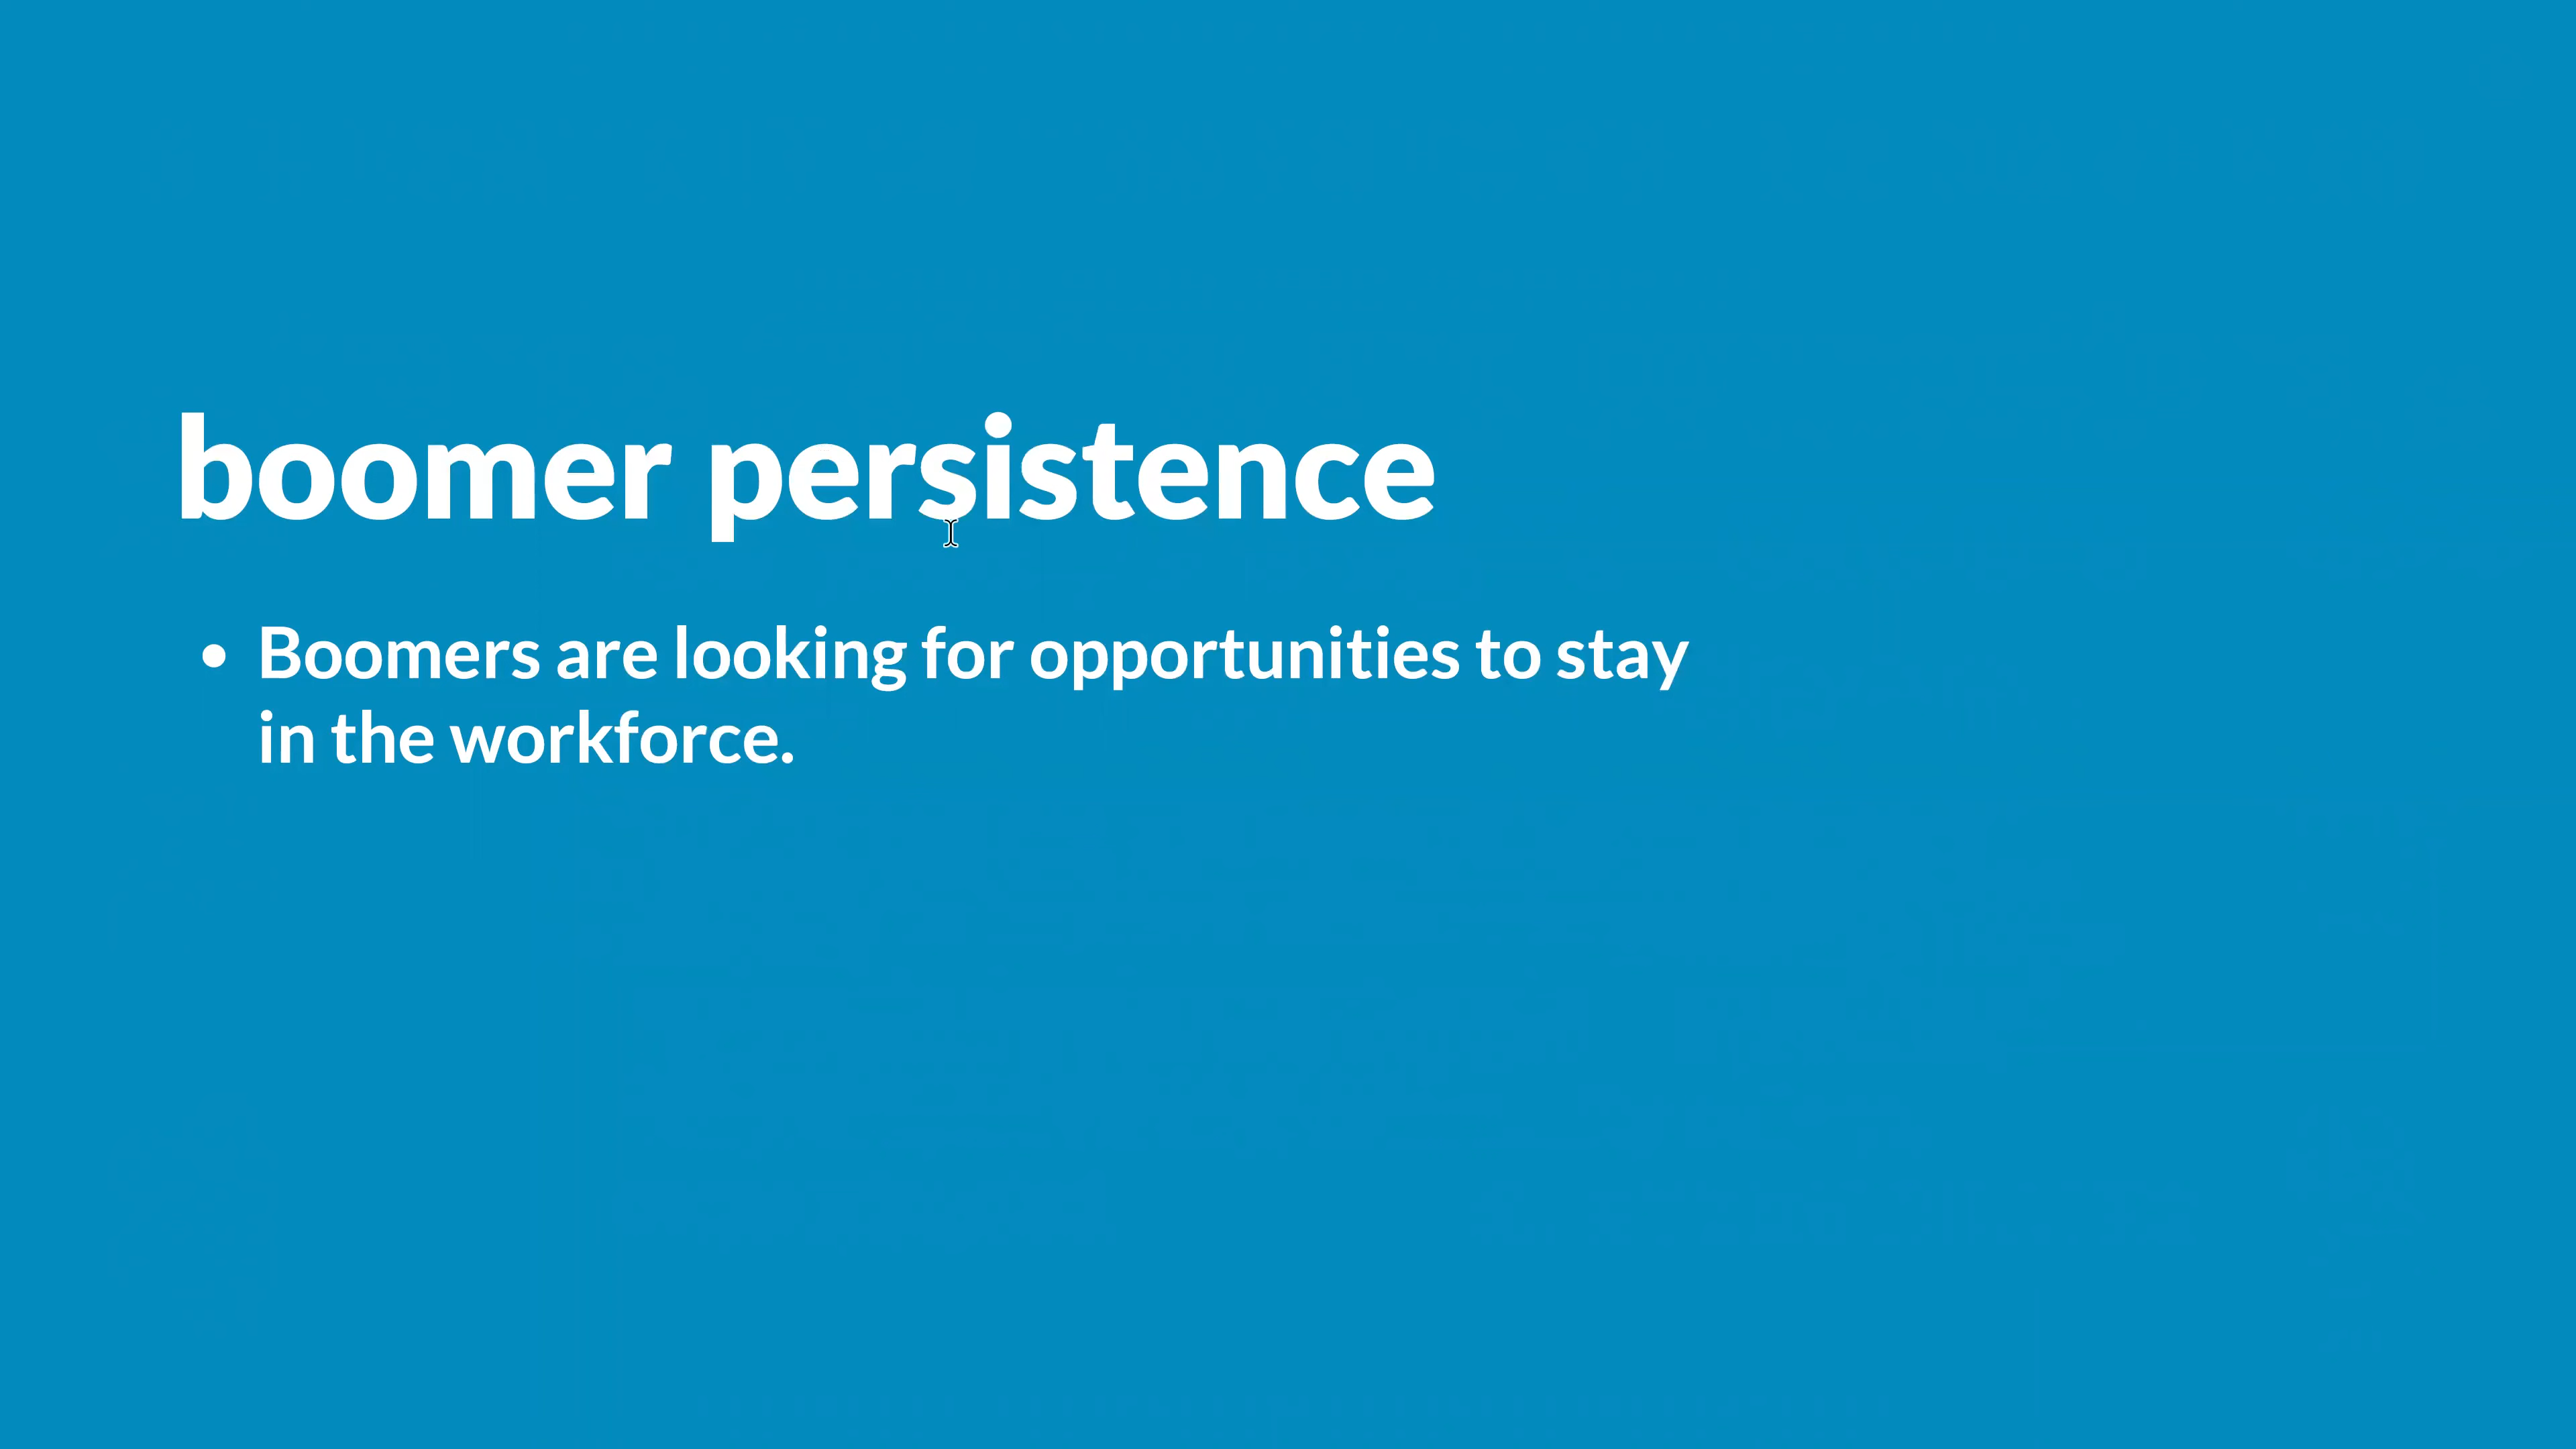 boomer persistence
• Boomers are looking for opportunities to stay
in the workforce.